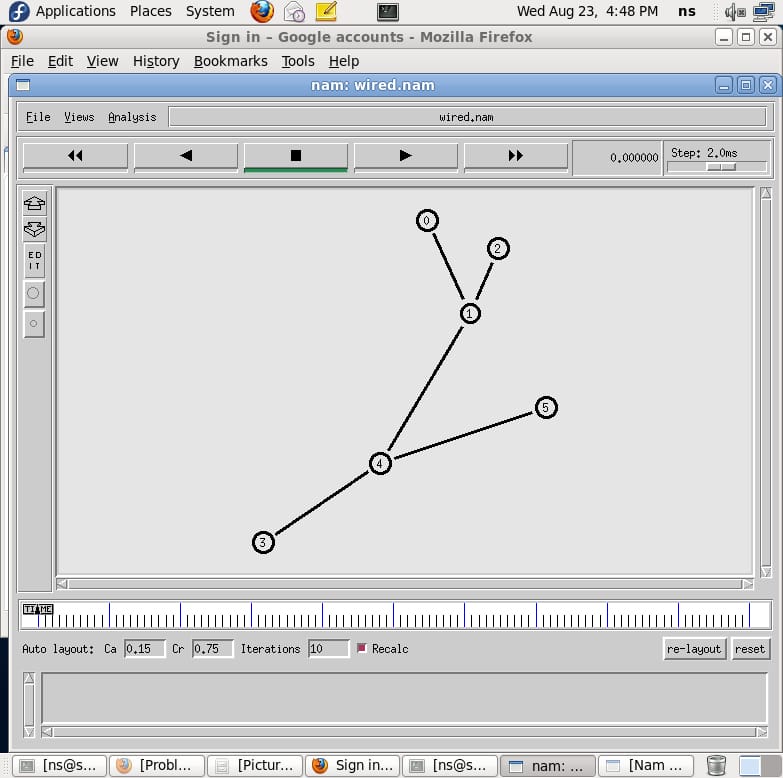 Applications Places System Wed Aug 23, 4:48 PM ns
Sign in – Google accounts - Mozilla Firefox
File Edit View History Bookmarks Tools Help
nam: wired.nam
File Views Analysis wired.nam
0.000000 Step: 2.0ms
ED
IT
0
2
1
5
4
3
TIME
Auto layout: Ca 0.15 Cr 0.75 Iterations 10 Recalc re-layout reset
[ns@s... [Probl... [Pictur... Sign in... [ns@s... nam: ... [Nam ...